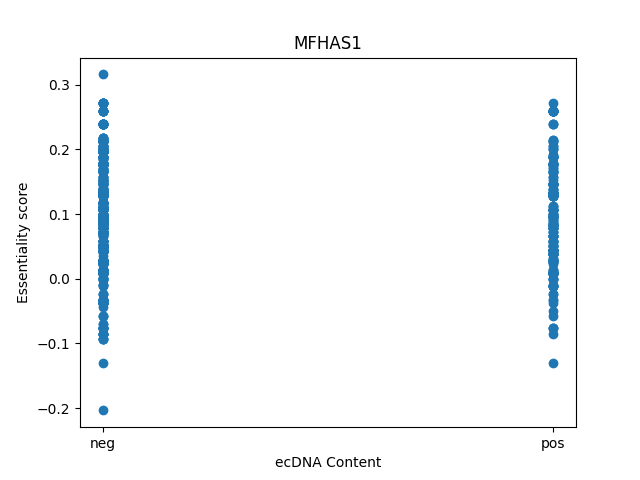 MFHAS1
Essentiality score
0.3
0.2
0.1
0.0
−0.1
−0.2
neg
pos
ecDNA Content